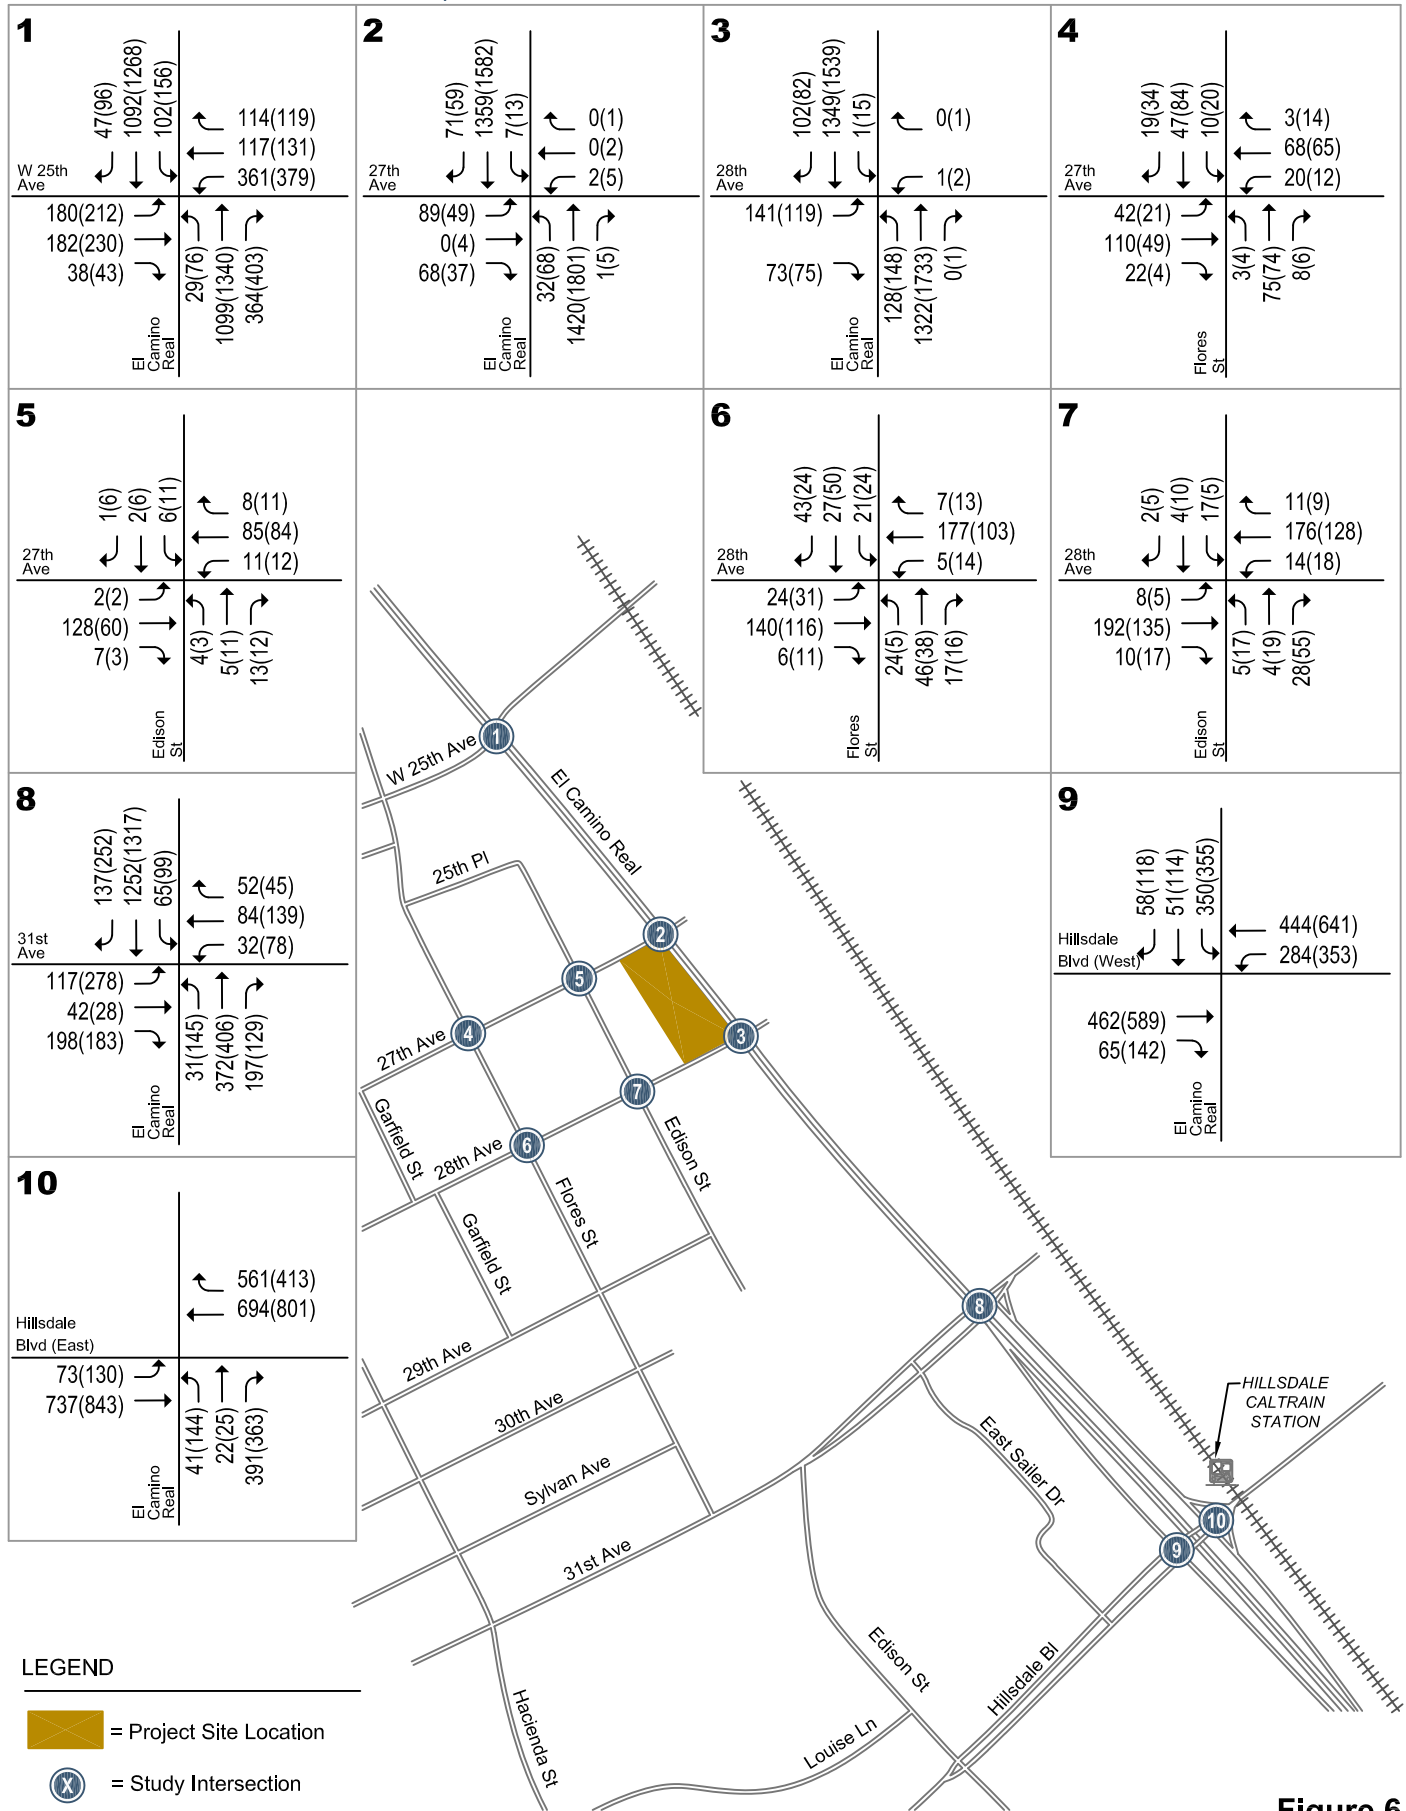 1
47(96)
1092(1268)
102(156)
114(119)
117(131)
361(379)
W 25th
Ave
180(212)
182(230)
38(43)
29(76)
1099(1340)
364(403)
El
Camino
Real
2
71(59)
1359(1582)
7(13)
0(1)
0(2)
2(5)
27th
Ave
89(49)
0(4)
68(37)
32(68)
1420(1801)
1(5)
El
Camino
Real
3
102(82)
1349(1539)
1(15)
0(1)
1(2)
28th
Ave
141(119)
73(75)
128(148)
1322(1733)
0(1)
El
Camino
Real
4
19(34)
47(84)
10(20)
3(14)
68(65)
20(12)
27th
Ave
42(21)
110(49)
22(4)
3(4)
75(74)
8(6)
Flores
St
5
1(6)
2(6)
6(11)
8(11)
85(84)
11(12)
27th
Ave
2(2)
128(60)
7(3)
4(3)
5(11)
13(12)
Edison
St
6
43(24)
27(50)
21(24)
7(13)
177(103)
5(14)
28th
Ave
24(31)
140(116)
6(11)
24(5)
46(38)
17(16)
Flores
St
7
2(5)
4(10)
17(5)
11(9)
176(128)
14(18)
28th
Ave
8(5)
192(135)
10(17)
5(17)
4(19)
28(55)
Edison
St
8
137(252)
1252(1317)
65(99)
52(45)
84(139)
32(78)
31st
Ave
117(278)
42(28)
198(183)
31(145)
372(406)
197(129)
El
Camino
Real
9
58(118)
51(114)
350(355)
444(641)
284(353)
Hillsdale
Blvd (West)
462(589)
65(142)
El
Camino
Real
10
561(413)
694(801)
Hillsdale
Blvd (East)
73(130)
737(843)
41(144)
22(25)
391(363)
El
Camino
Real
1
W 25th Ave
El Camino Real
25th Pl
2
5
4
3
27th Ave
7
6
Garfield St
28th Ave
Edison St
Flores St
Garfield St
8
29th Ave
30th Ave
HILLSDALE
CALTRAIN
STATION
East Sailer Dr
Sylvan Ave
10
9
31st Ave
Edison St
Hillsdale Bl
Hacienda St
Louise Ln
LEGEND
= Project Site Location
X
= Study Intersection
Figure 6